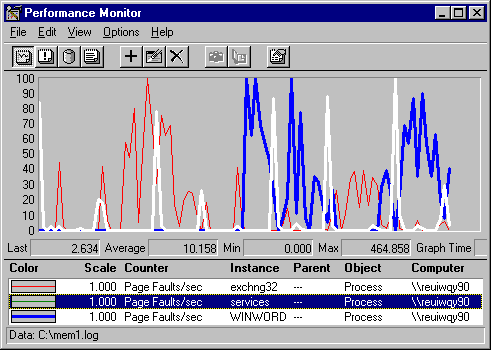 Performance Monitor
File Edit View Options Help
100
90
80
70
60
50
40
30
20
10
0
Last 2.634 Average 10.158 Min 0.000 Max 464.858 Graph Time
Color Scale Counter Instance Parent Object Computer
1.000 Page Faults/sec exchng32 --- Process \\reuiwqy90
1.000 Page Faults/sec services --- Process \\reuiwqy90
1.000 Page Faults/sec WINWORD --- Process \\reuiwqy90
Data: C:\mem1.log